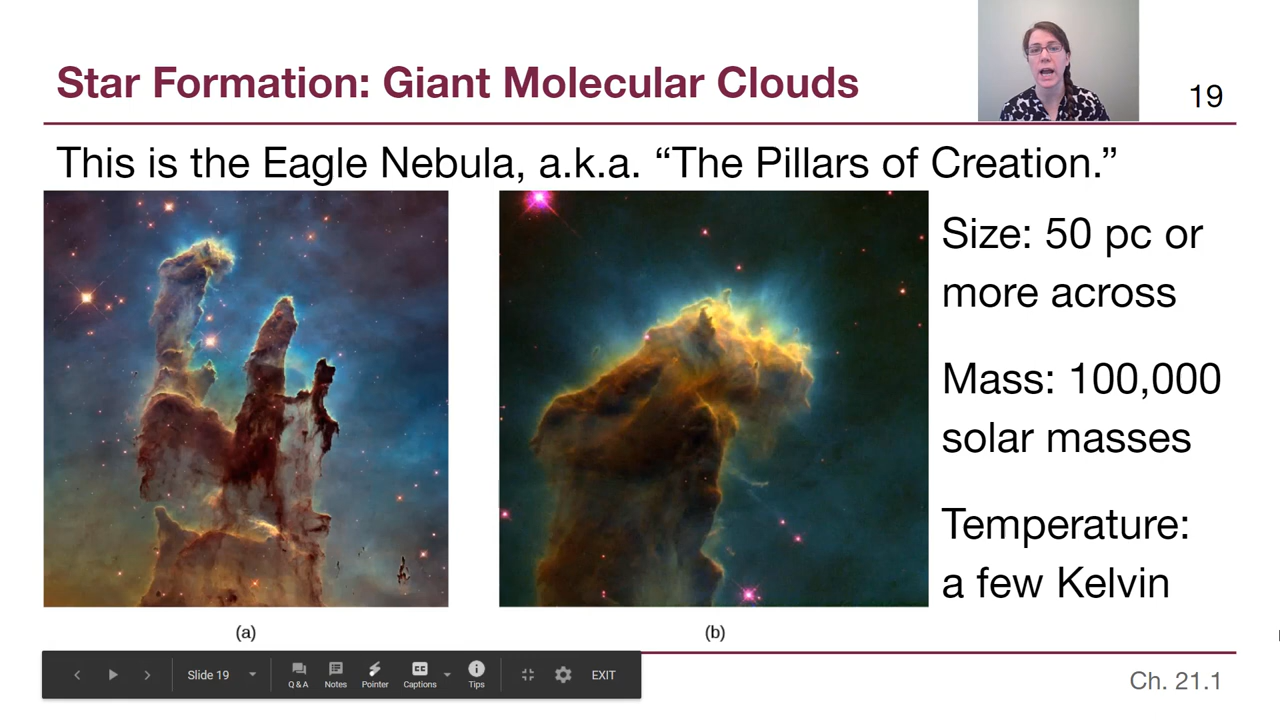 Star Formation: Giant Molecular Clouds
19
This is the Eagle Nebula, a.k.a. “The Pillars of Creation.”
Size: 50 pc or
more across
Mass: 100,000
solar masses
Temperature:
a few Kelvin
(a)
(b)
Slide 19
Q & A
Notes
Pointer
CC
Captions
Tips
EXIT
Ch. 21.1